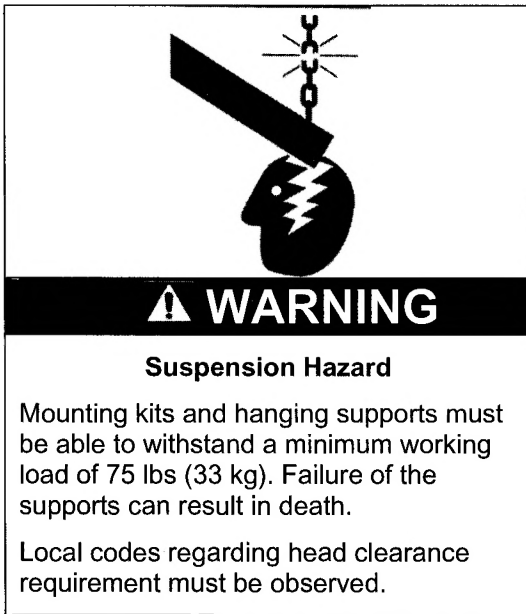 WARNING
Suspension Hazard
Mounting kits and hanging supports must
be able to withstand a minimum working
load of 75 lbs (33 kg). Failure of the
supports can result in death.
Local codes regarding head clearance
requirement must be observed.